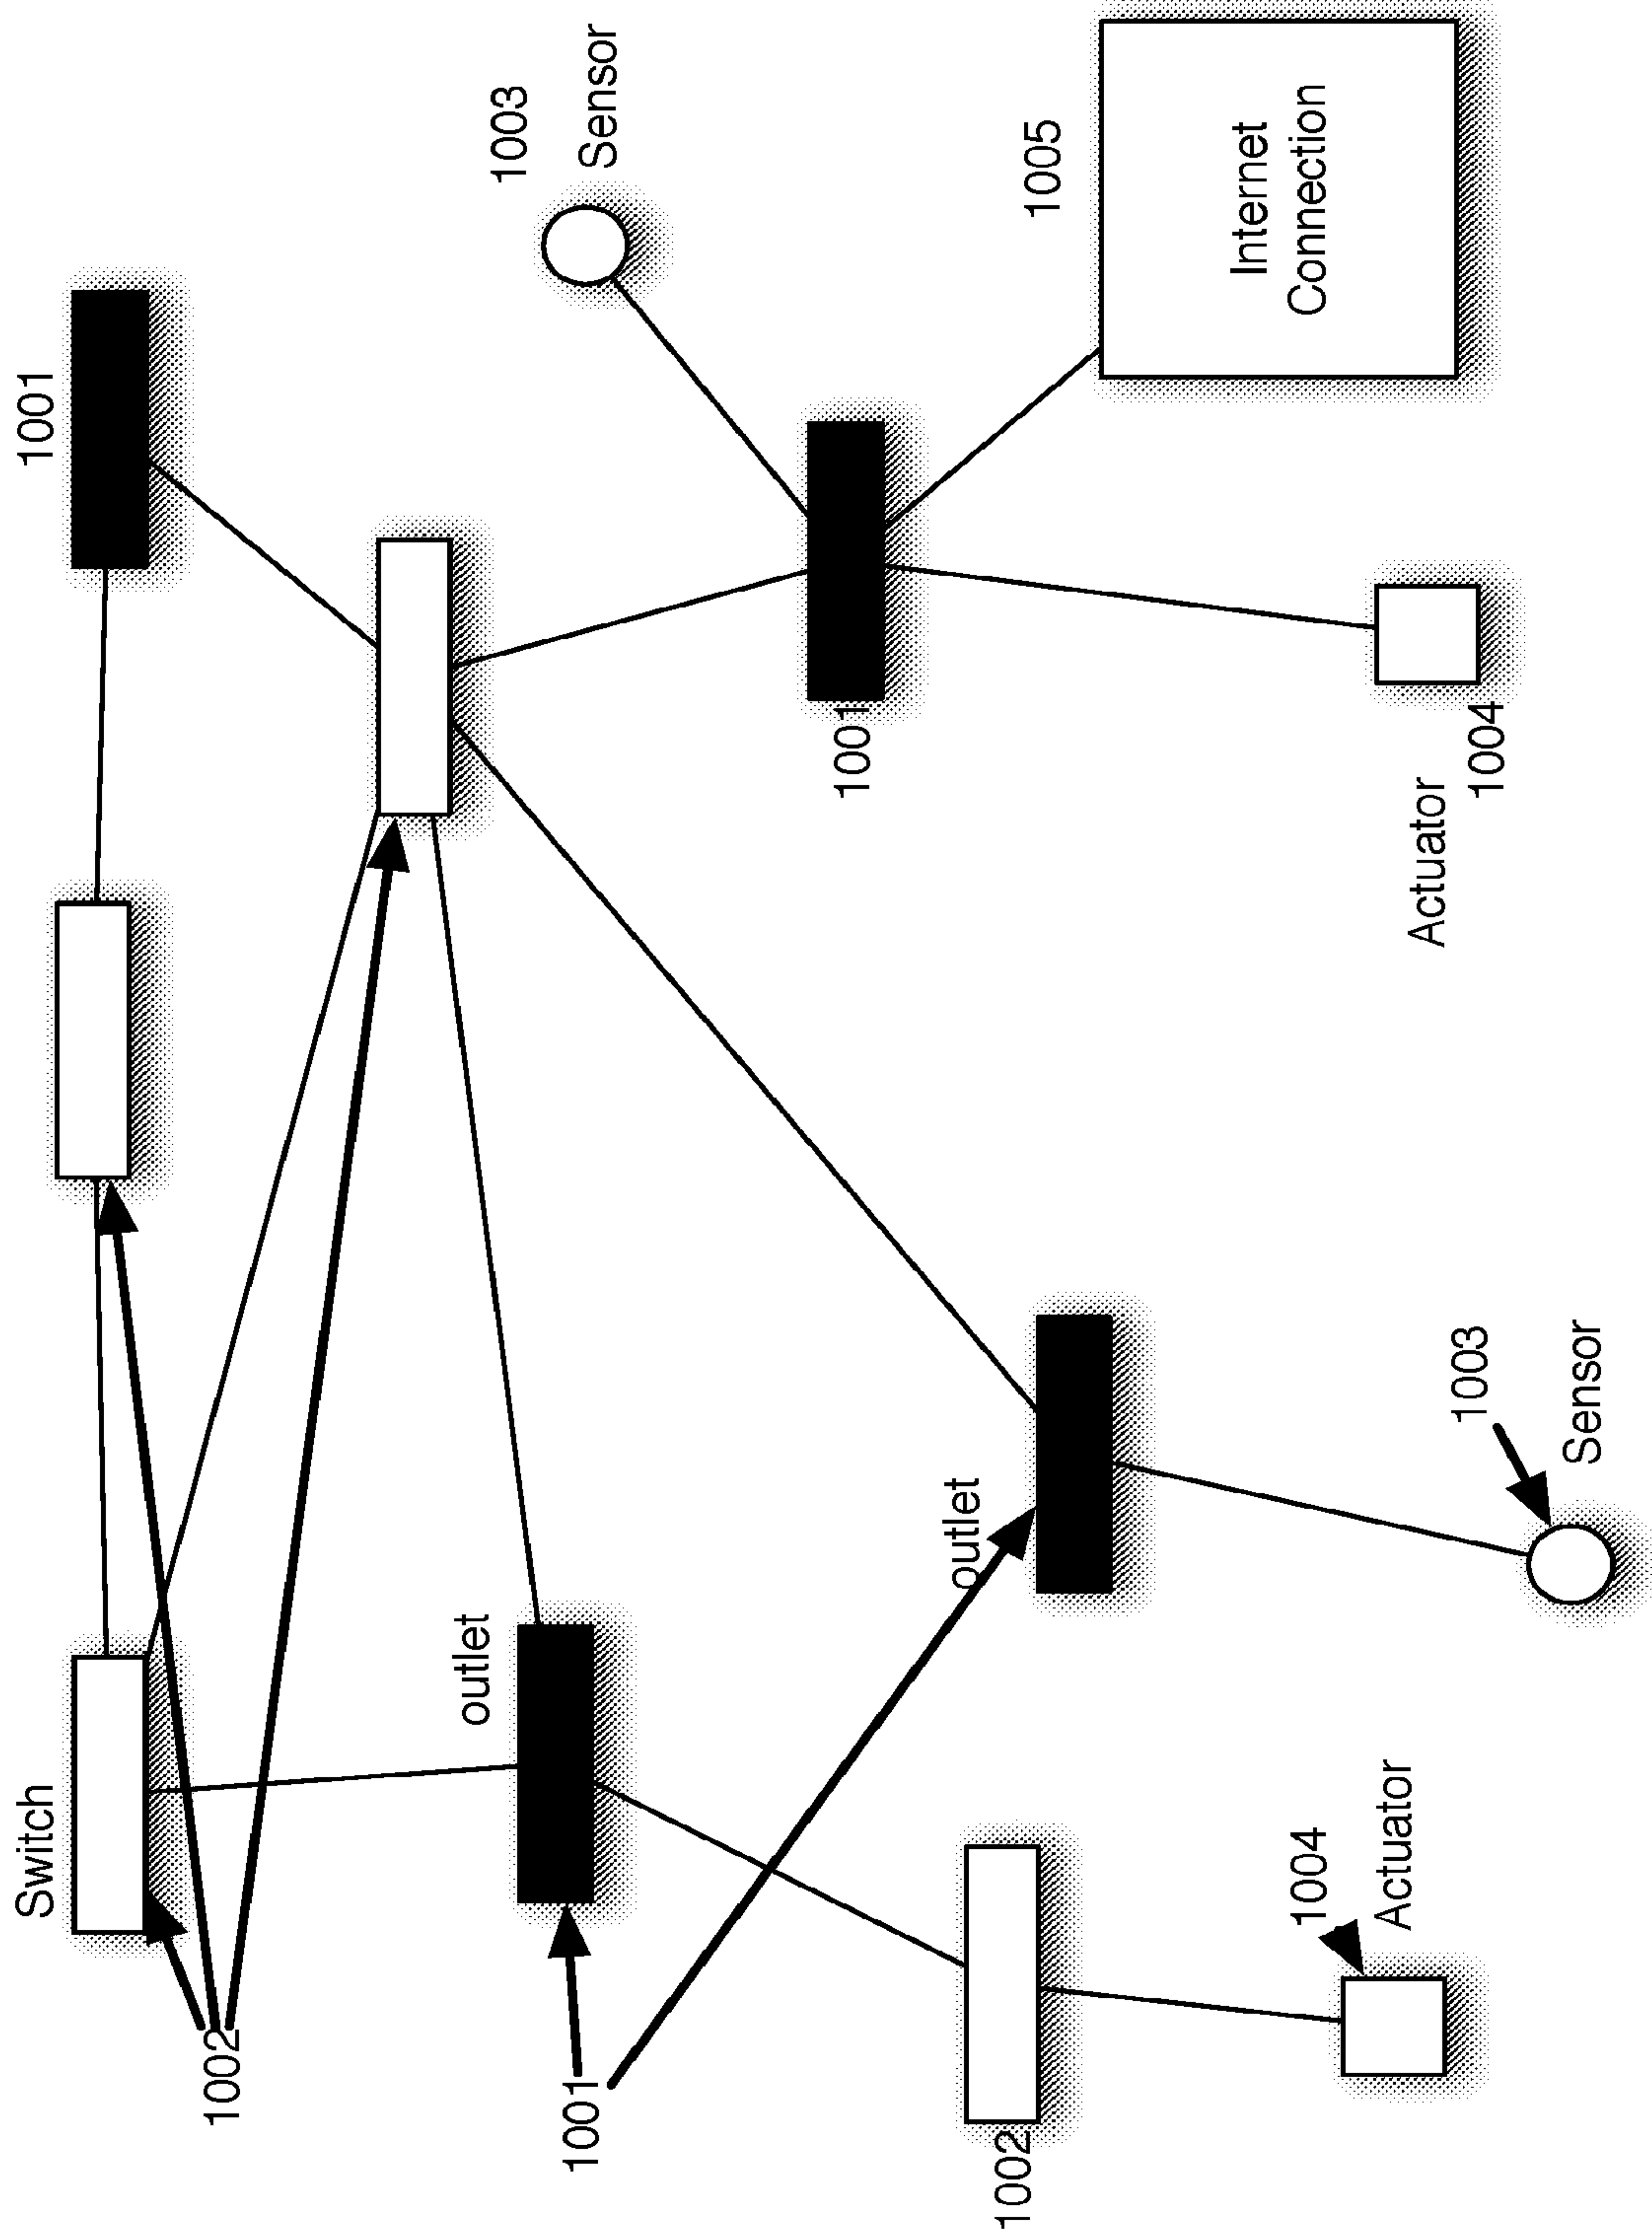 Switch
1001
1002
outlet
1003
Sensor
1001
1001
outlet
1002
1005
Internet
Connection
1004
Actuator
Actuator
1004
1003
Sensor